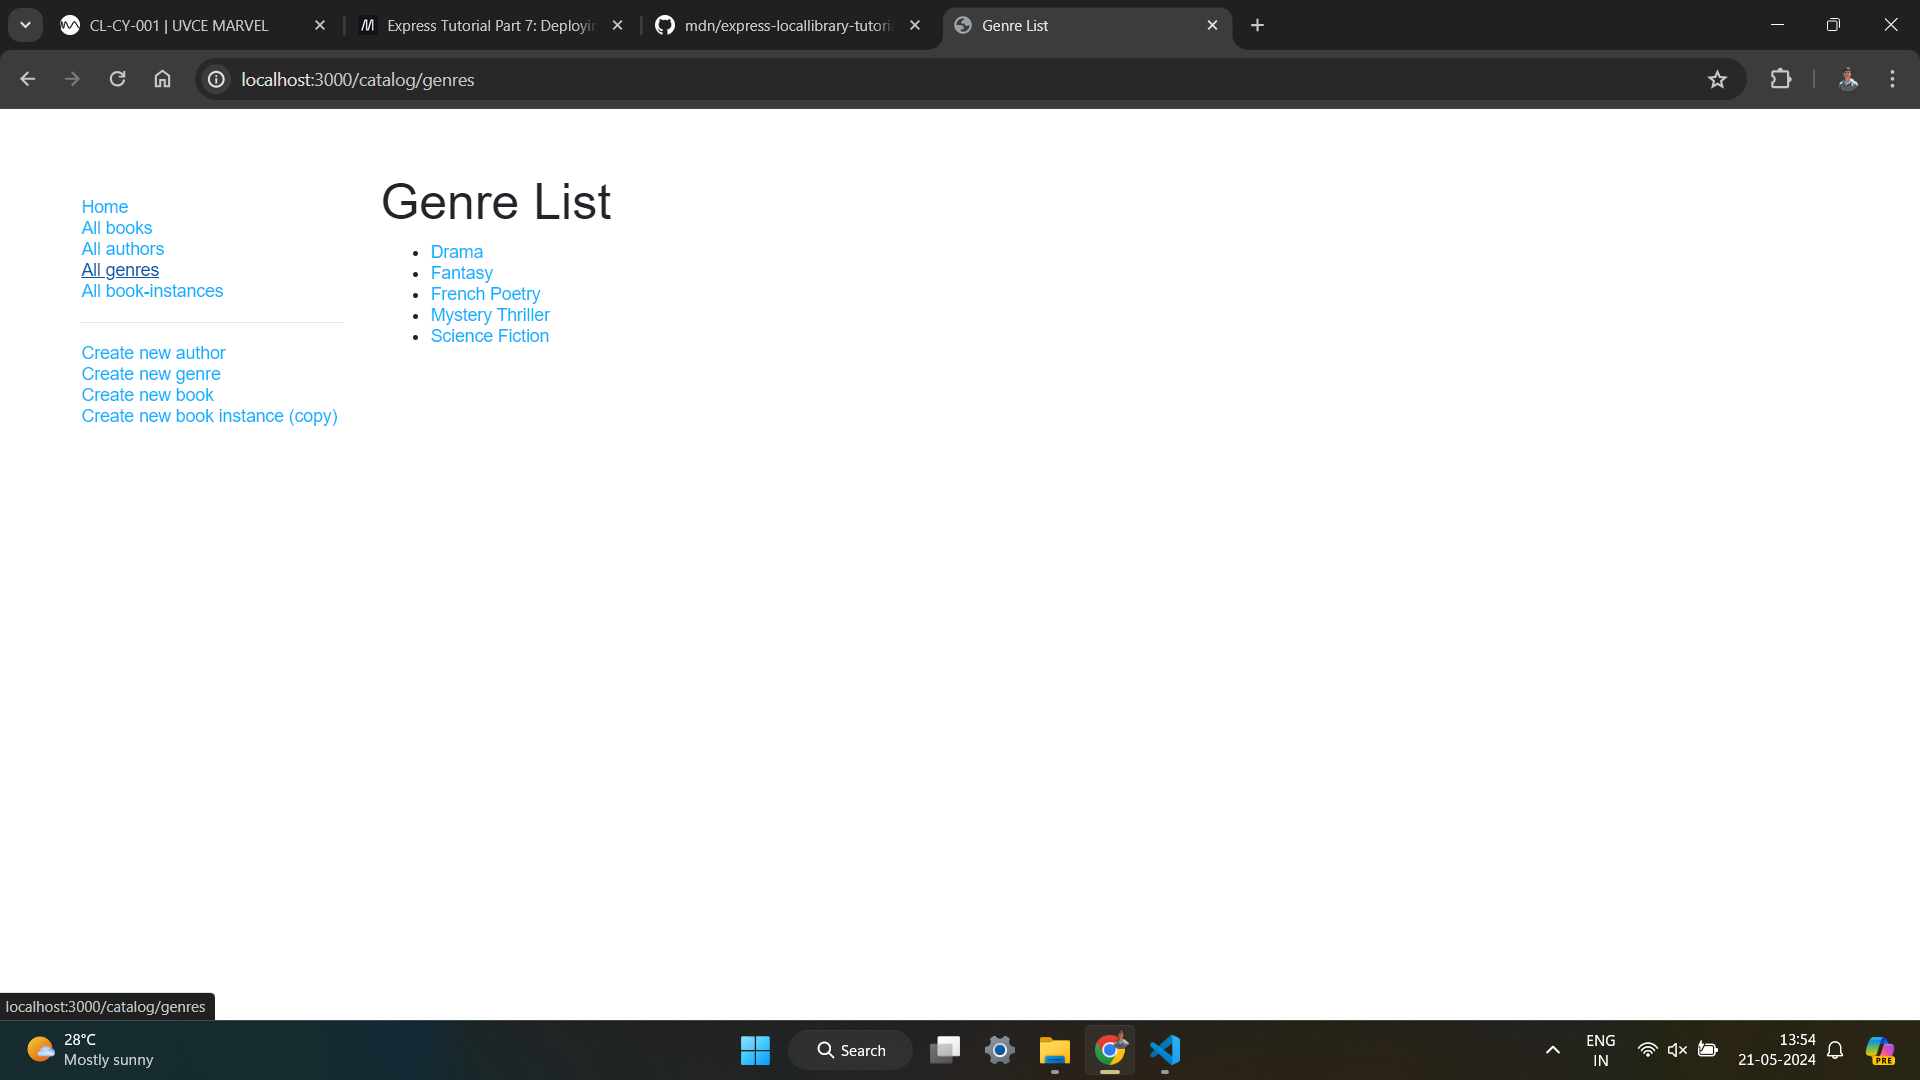 CL-CY-001 | UVCE MARVEL
Express Tutorial Part 7: Deployin
mdn/express-locallibrary-tutoria
Genre List
localhost:3000/catalog/genres
Home
All books
All authors
All genres
All book-instances
Create new author
Create new genre
Create new book
Create new book instance (copy)
Genre List
Drama
Fantasy
French Poetry
Mystery Thriller
Science Fiction
localhost:3000/catalog/genres
28°C
Mostly sunny
Search
ENG
IN
13:54
21-05-2024
PRE